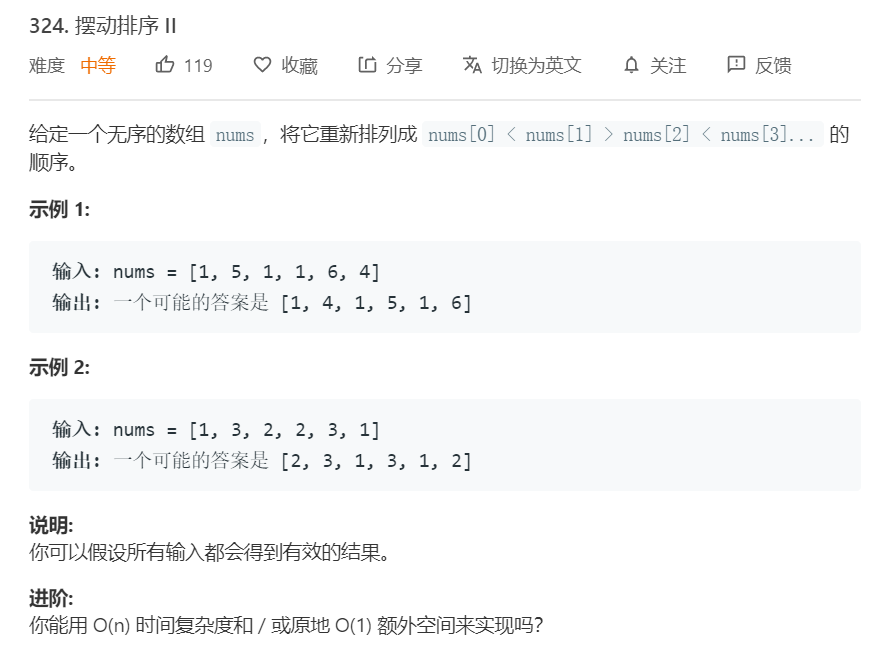 324. 摆动排序 II
难度 中等 119 收藏 分享 切换为英文 关注 反馈
给定一个无序的数组 nums，将它重新排列成 nums[0] < nums[1] > nums[2] < nums[3]... 的
顺序。
示例 1:
输入: nums = [1, 5, 1, 1, 6, 4]
输出: 一个可能的答案是 [1, 4, 1, 5, 1, 6]
示例 2:
输入: nums = [1, 3, 2, 2, 3, 1]
输出: 一个可能的答案是 [2, 3, 1, 3, 1, 2]
说明:
你可以假设所有输入都会得到有效的结果。
进阶:
你能用 O(n) 时间复杂度和 / 或原地 O(1) 额外空间来实现吗？